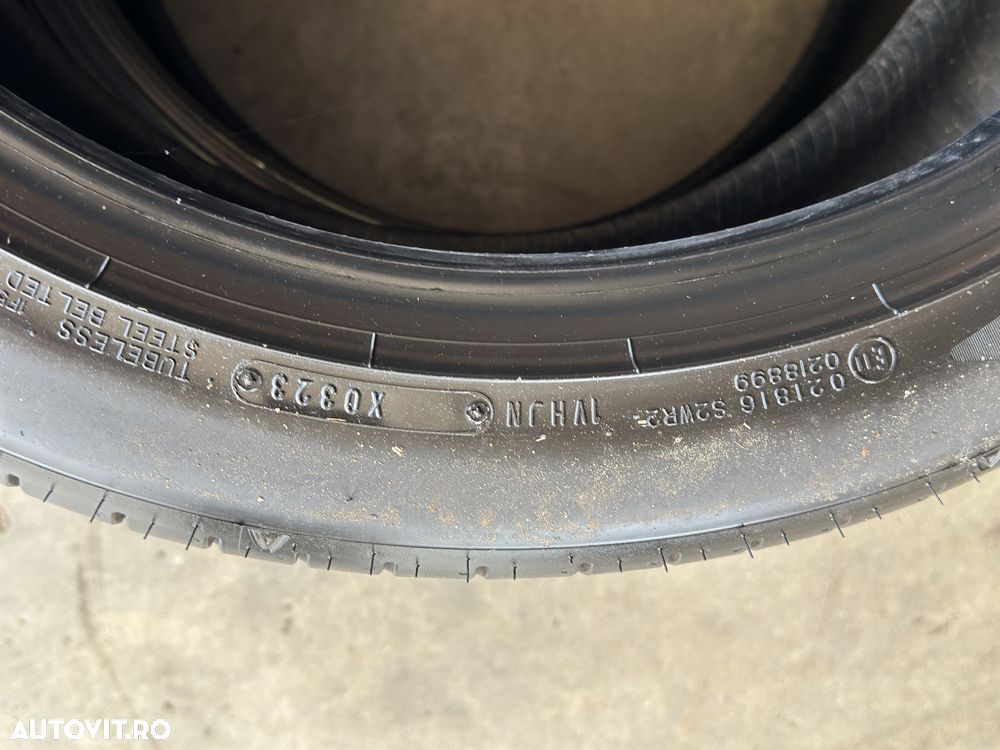 TUBELESS
STEEL BELTED
X0323
1VHJN
021816 S2WR2
E11
0218899
AUTOVIT.RO